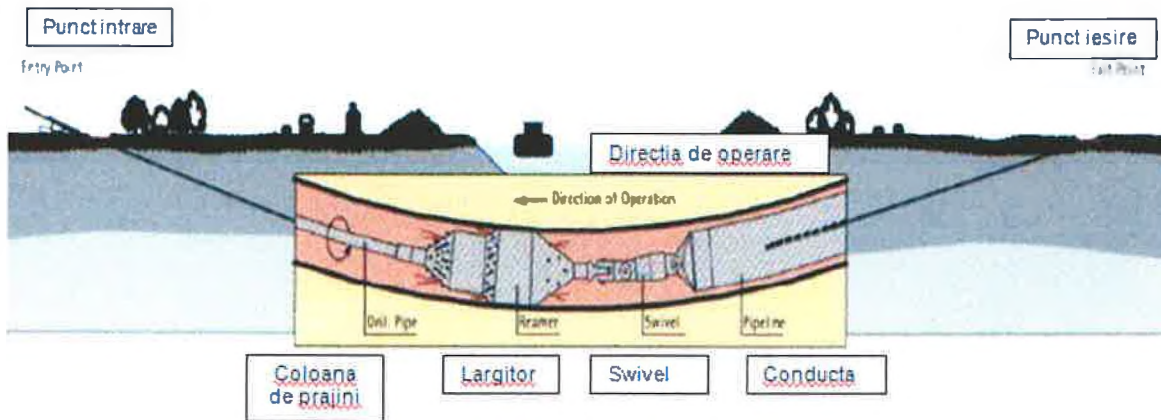 Punct intrare
Punct iesire
Entry Point
Exit Point
Directia de operare
Direction of Operation
Drill Pipe
Reamer
Swivel
Pipeline
Coloana
de prajini
Largitor
Swivel
Conducta